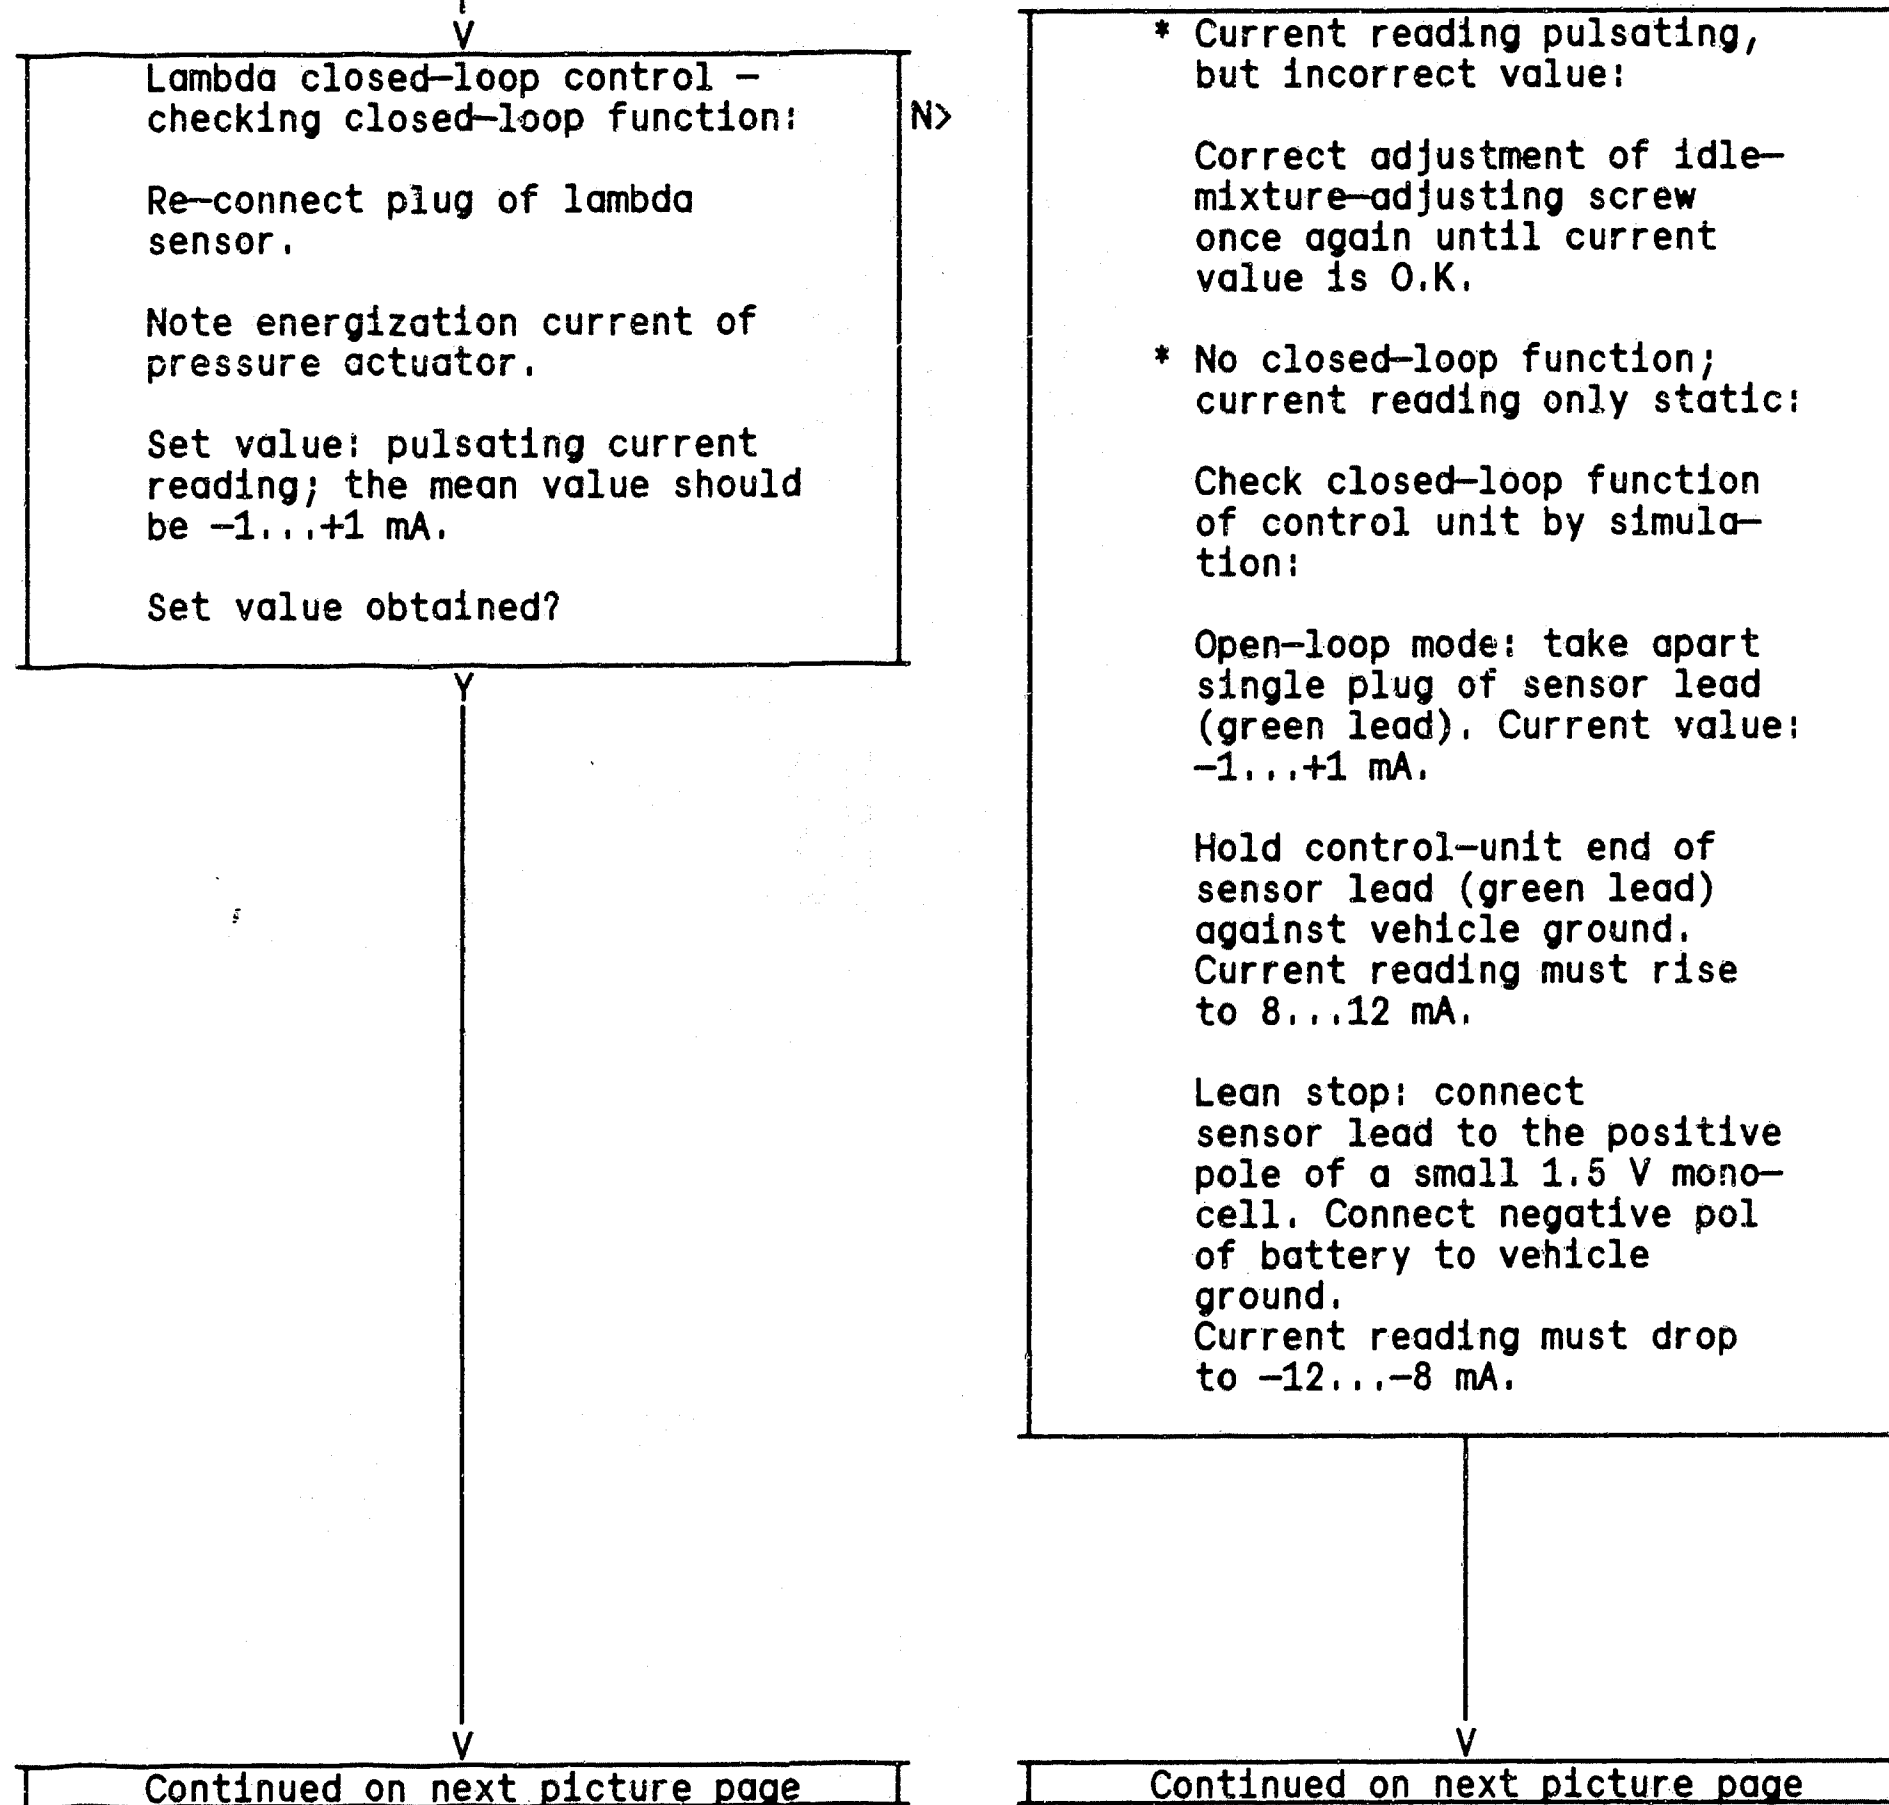 V
Lambda closed-loop control -
checking closed-loop function:
Re-connect plug of lambda
sensor.
Note energization current of
pressure actuator.
Set value: pulsating current
reading; the mean value should
be -1...+1 mA.
Set value obtained?
N>
Y
V
Continued on next picture page
* Current reading pulsating,
but incorrect value:
Correct adjustment of idle-
mixture-adjusting screw
once again until current
value is O.K.
* No closed-loop function;
current reading only static:
Check closed-loop function
of control unit by simula-
tion:
Open-loop mode: take apart
single plug of sensor lead
(green lead). Current value:
-1...+1 mA.
Hold control-unit end of
sensor lead (green lead)
against vehicle ground.
Current reading must rise
to 8...12 mA.
Lean stop: connect
sensor lead to the positive
pole of a small 1.5 V mono-
cell. Connect negative pol
of battery to vehicle
ground.
Current reading must drop
to -12...-8 mA.
V
Continued on next picture page